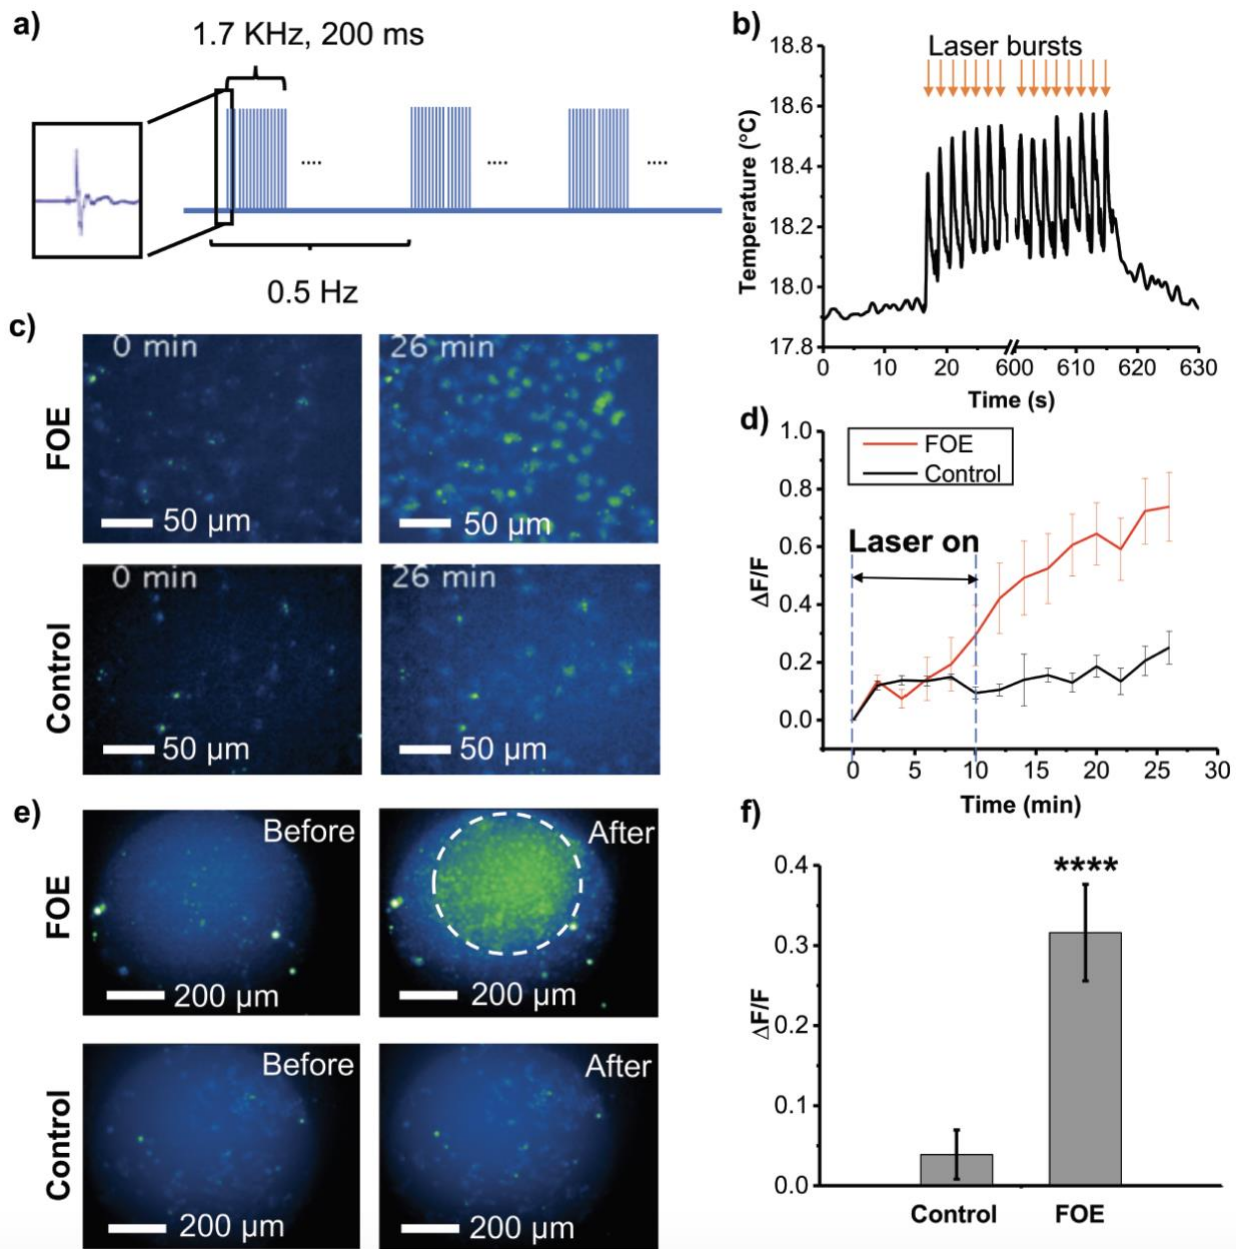 a)
1.7 KHz, 200 ms
....
....
....
0.5 Hz
b)
18.8
18.6
18.4
18.2
18.0
17.8
Temperature (°C)
Laser bursts
0
10
20
600
610
620
630
Time (s)
c)
FOE
0 min
50 μm
26 min
50 μm
Control
0 min
50 μm
26 min
50 μm
d)
1.0
0.8
0.6
0.4
0.2
0.0
ΔF/F
FOE
Control
Laser on
0
5
10
15
20
25
30
Time (min)
e)
FOE
Before
200 μm
After
200 μm
Control
Before
200 μm
After
200 μm
f)
0.4
0.3
0.2
0.1
0.0
ΔF/F
****
Control
FOE